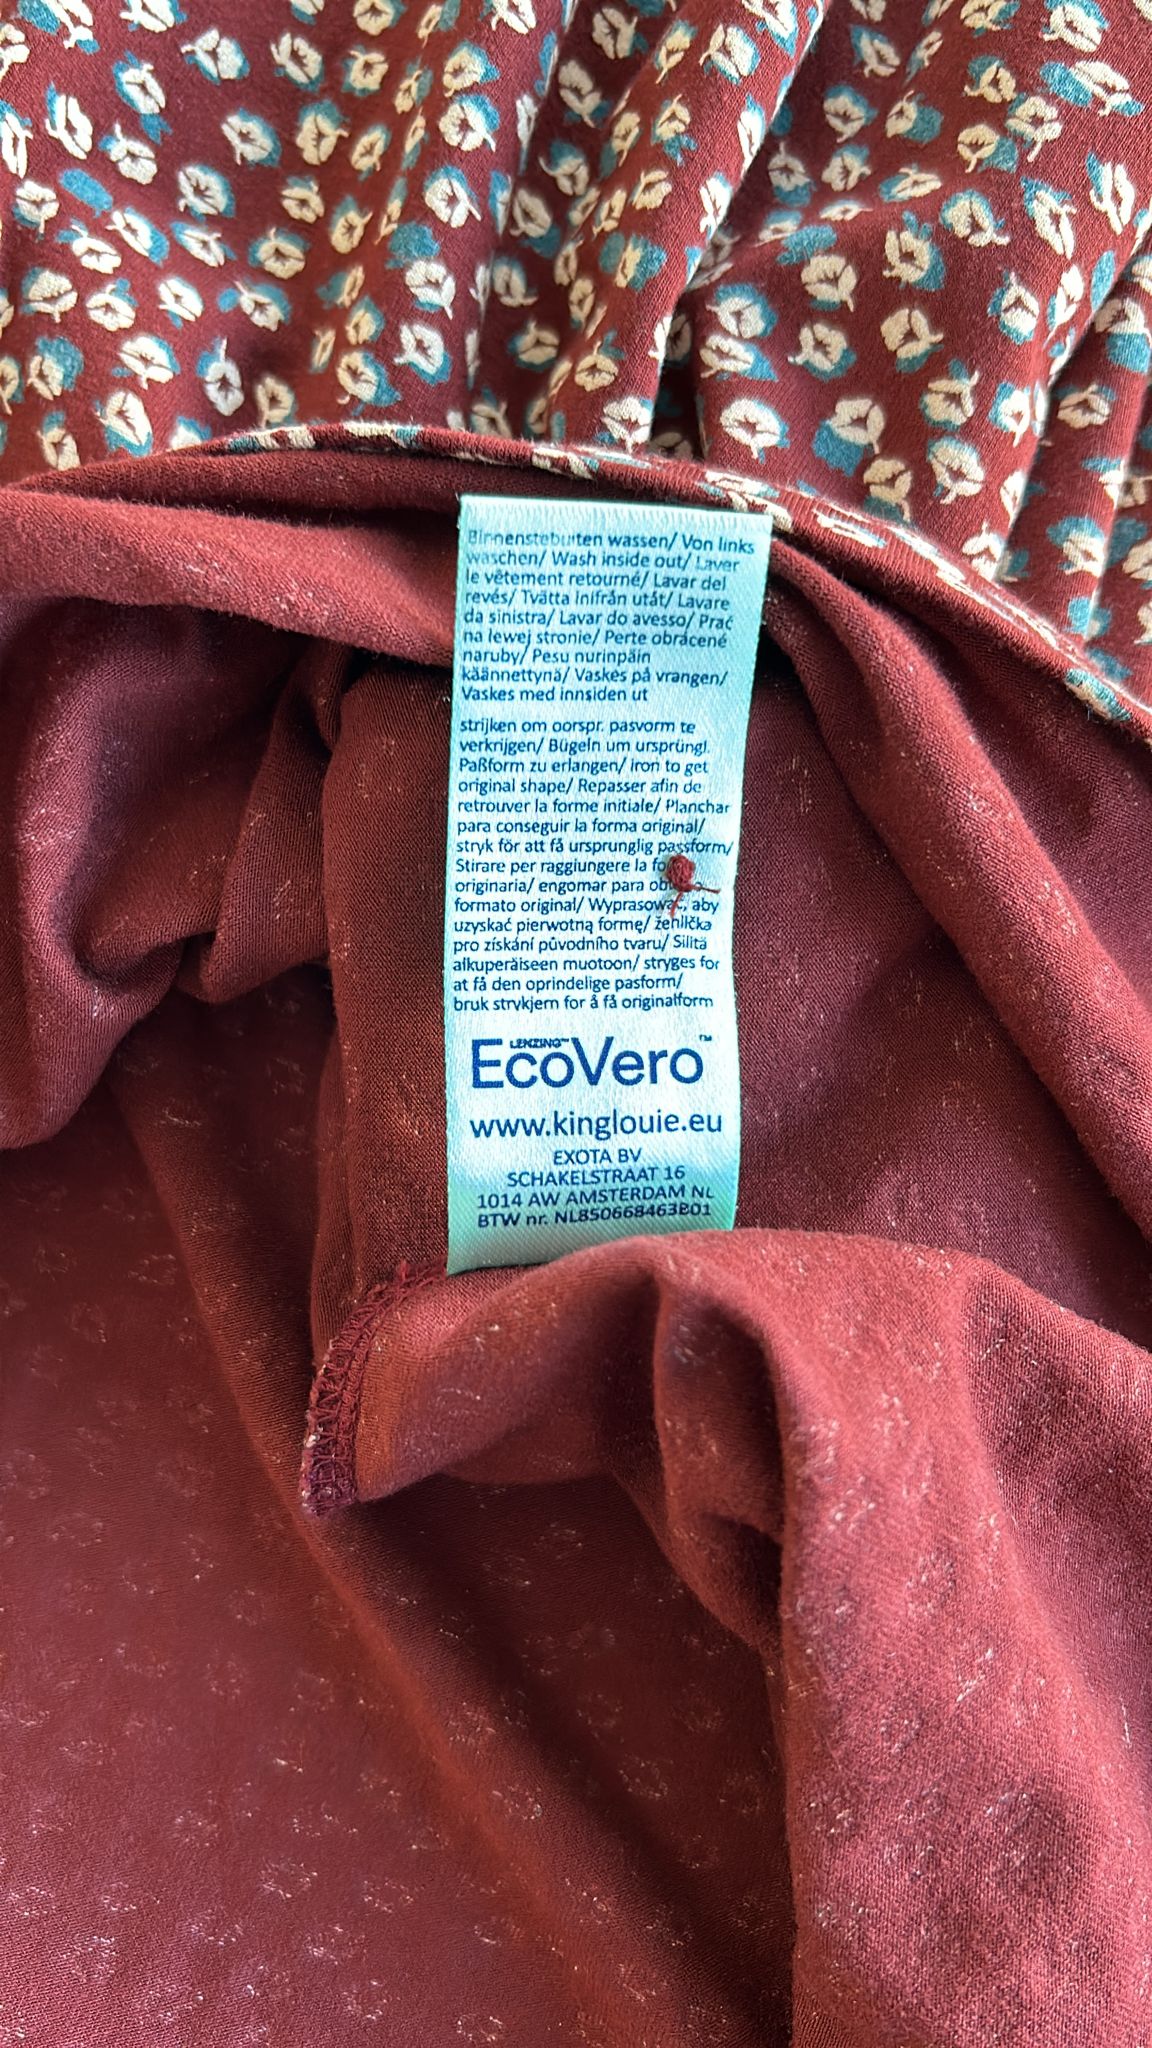 Binnenstebuiten wassen/ Von links
waschen/ Wash inside out/ Laver
le vêtement retourné/ Lavar del
revés/ Tvätta inifrån utåt/ Lavare
da sinistra/ Lavar do avesso/ Prać
na lewej stronie/ Perte obrácené
naruby/ Pesu nurinpäin
käännettynä/ Vaskes på vrangen/
Vaskes med innsiden ut
strijken om oorspr. pasvorm te
verkrijgen/ Bügeln um ursprüngl.
Paßform zu erlangen/ iron to get
original shape/ Repasser afin de
retrouver la forme initiale/ Planchar
para conseguir la forma original/
stryk för att få ursprunglig passform/
Stirare per raggiungere la
originaria/ engomar para
formato original/ Wyprasować, aby
uzyskać pierwotną formę/ žehlička
pro získání původního tvaru/ Silitä
alkuperäiseen muotoon/ stryges for
at få den oprindelige pasform/
bruk strykjern for å få originalform
LENZING™
EcoVero™
www.kinglouie.eu
EXOTA BV
SCHAKELSTRAAT 16
1014 AW AMSTERDAM NL
BTW nr. NL850668463B01